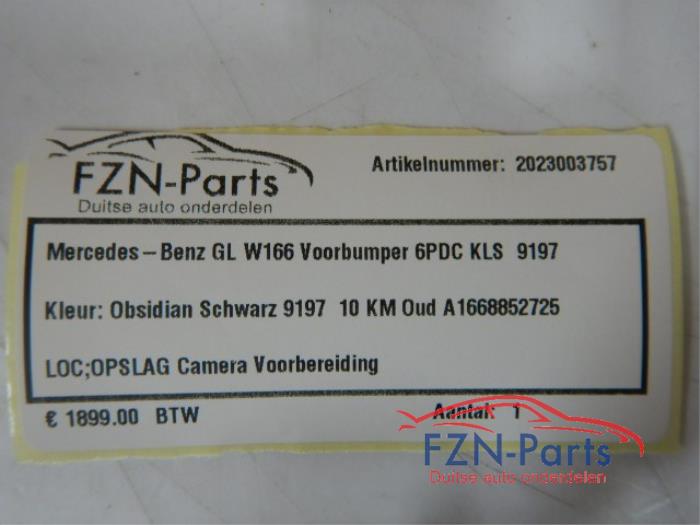 FZN-Parts
Duitse auto onderdelen
Artikelnummer: 2023003757
Mercedes-Benz GL W166 Voorbumper 6PDC KLS 9197
Kleur: Obsidian Schwarz 9197 10 KM Oud A1668852725
LOC;OPSLAG Camera Voorbereiding
€ 1899.00 BTW
Aantal: 1
FZN-Parts
Duitse auto onderdelen